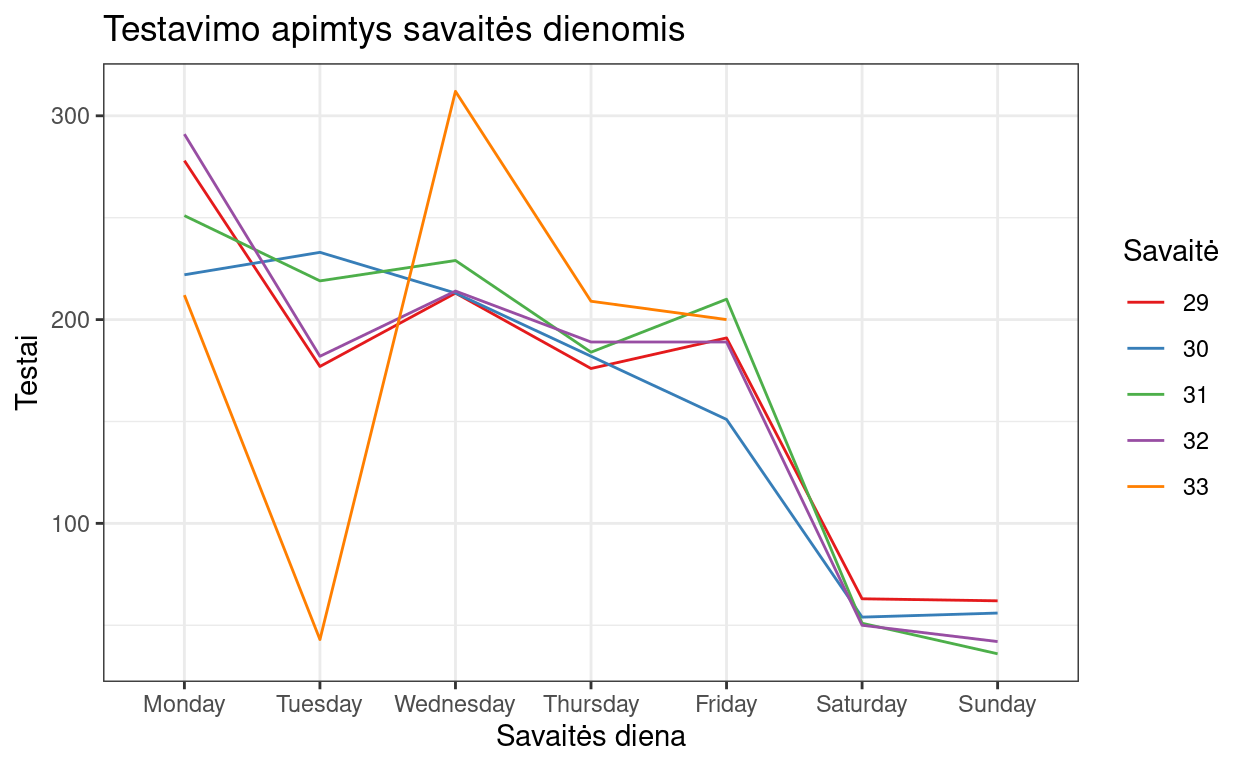 Testavimo apimtys savaitės dienomis
300
200
100
Testai
Monday Tuesday Wednesday Thursday Friday Saturday Sunday
Savaitės diena
Savaitė
29
30
31
32
33